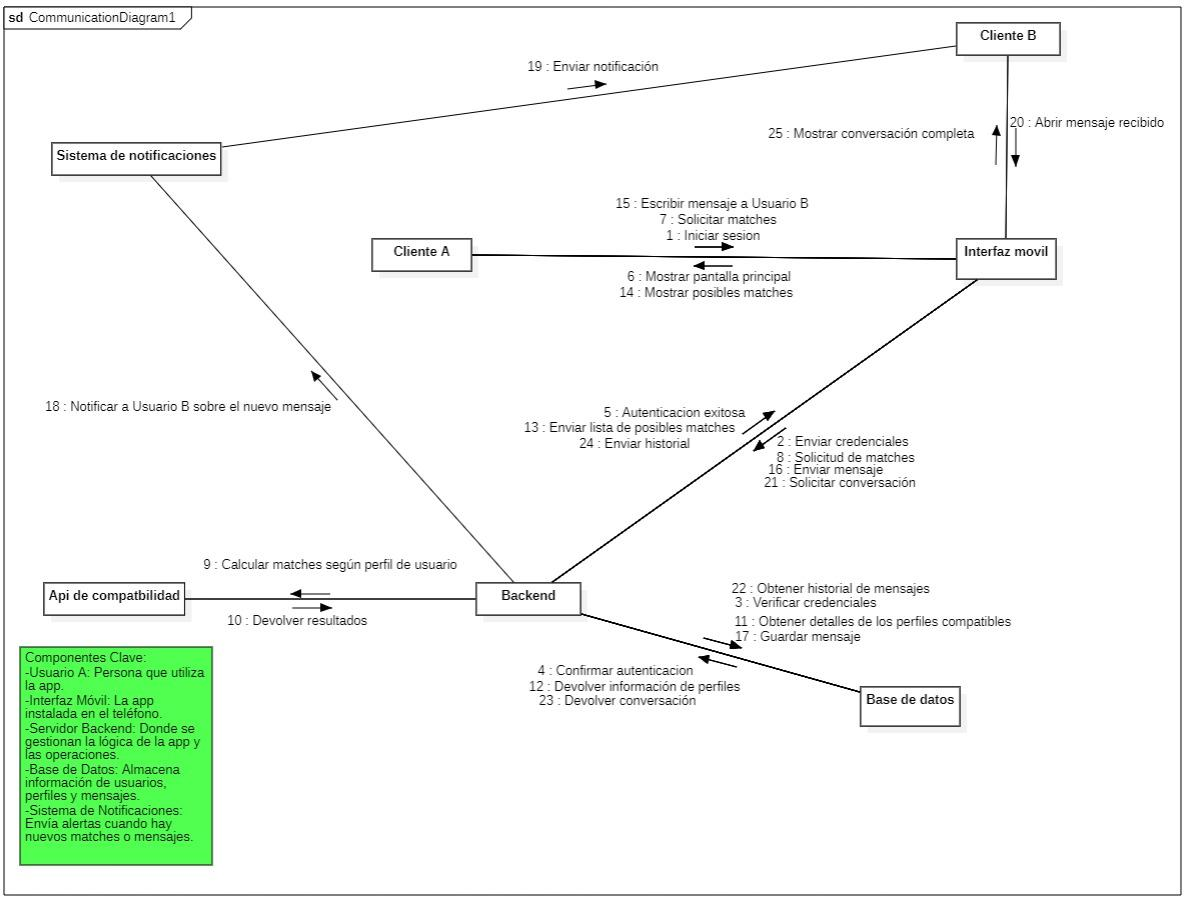 sd CommunicationDiagram1
Cliente B
19 : Enviar notificación
20 : Abrir mensaje recibido
25 : Mostrar conversación completa
Sistema de notificaciones
15 : Escribir mensaje a Usuario B
7 : Solicitar matches
1 : Iniciar sesion
Cliente A
Interfaz movil
6 : Mostrar pantalla principal
14 : Mostrar posibles matches
18 : Notificar a Usuario B sobre el nuevo mensaje
5 : Autenticacion exitosa
13 : Enviar lista de posibles matches
24 : Enviar historial
2 : Enviar credenciales
8 : Solicitud de matches
16 : Enviar mensaje
21 : Solicitar conversación
9 : Calcular matches según perfil de usuario
Api de compatbilidad
Backend
10 : Devolver resultados
22 : Obtener historial de mensajes
3 : Verificar credenciales
11 : Obtener detalles de los perfiles compatibles
17 : Guardar mensaje
4 : Confirmar autenticacion
12 : Devolver información de perfiles
23 : Devolver conversación
Base de datos
Componentes Clave:
-Usuario A: Persona que utiliza
la app.
-Interfaz Móvil: La app
instalada en el teléfono.
-Servidor Backend: Donde se
gestionan la lógica de la app y
las operaciones.
-Base de Datos: Almacena
información de usuarios,
perfiles y mensajes.
-Sistema de Notificaciones:
Envía alertas cuando hay
nuevos matches o mensajes.